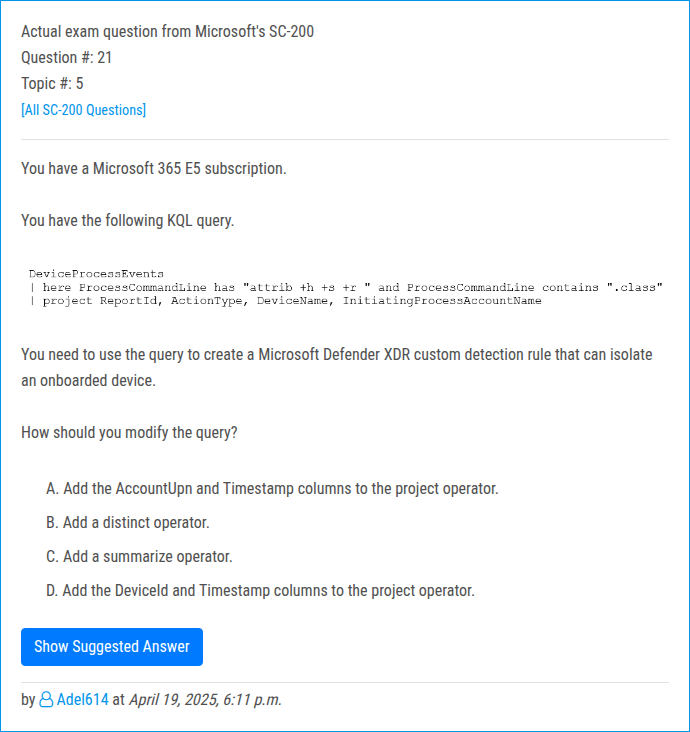 Actual exam question from Microsoft's SC-200
Question #: 21
Topic #: 5
[All SC-200 Questions]
You have a Microsoft 365 E5 subscription.
You have the following KQL query.
DeviceProcessEvents
| here ProcessCommandLine has "attrib +h +s +r " and ProcessCommandLine contains ".class"
| project ReportId, ActionType, DeviceName, InitiatingProcessAccountName
You need to use the query to create a Microsoft Defender XDR custom detection rule that can isolate
an onboarded device.
How should you modify the query?
A. Add the AccountUpn and Timestamp columns to the project operator.
B. Add a distinct operator.
C. Add a summarize operator.
D. Add the DeviceId and Timestamp columns to the project operator.
Show Suggested Answer
by Adel614 at April 19, 2025, 6:11 p.m.